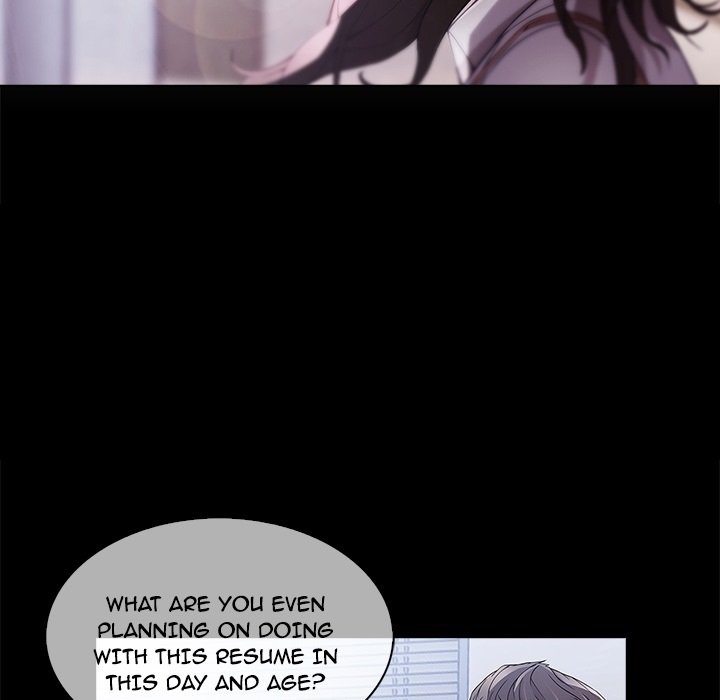 WHAT ARE YOU EVEN
PLANNING ON DOING
WITH THIS RESUME IN
THIS DAY AND AGE?